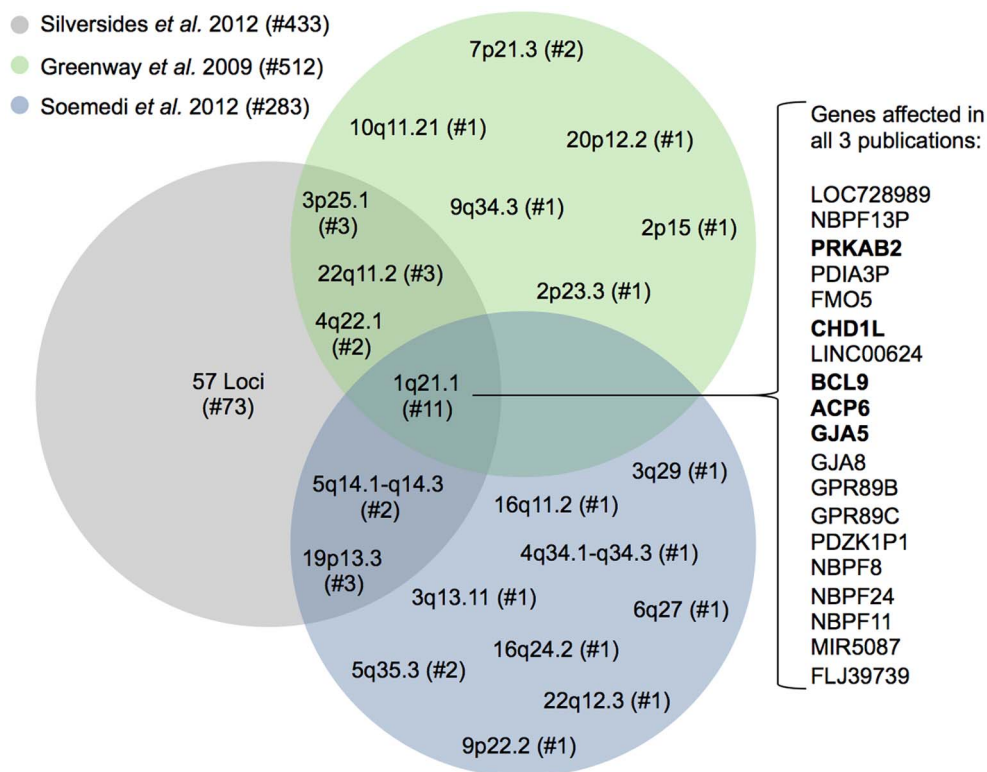 Silversides et al. 2012 (#433)
Greenway et al. 2009 (#512)
Soemedi et al. 2012 (#283)
7p21.3 (#2)
10q11.21 (#1)
20p12.2 (#1)
3p25.1
(#3)
9q34.3 (#1)
2p15 (#1)
22q11.2 (#3)
2p23.3 (#1)
4q22.1
(#2)
57 Loci
(#73)
1q21.1
(#11)
5q14.1-q14.3
(#2)
3q29 (#1)
16q11.2 (#1)
19p13.3
(#3)
4q34.1-q34.3 (#1)
3q13.11 (#1)
6q27 (#1)
16q24.2 (#1)
5q35.3 (#2)
22q12.3 (#1)
9p22.2 (#1)
Genes affected in
all 3 publications:
LOC728989
NBPF13P
PRKAB2
PDIA3P
FMO5
CHD1L
LINC00624
BCL9
ACP6
GJA5
GJA8
GPR89B
GPR89C
PDZK1P1
NBPF8
NBPF24
NBPF11
MIR5087
FLJ39739